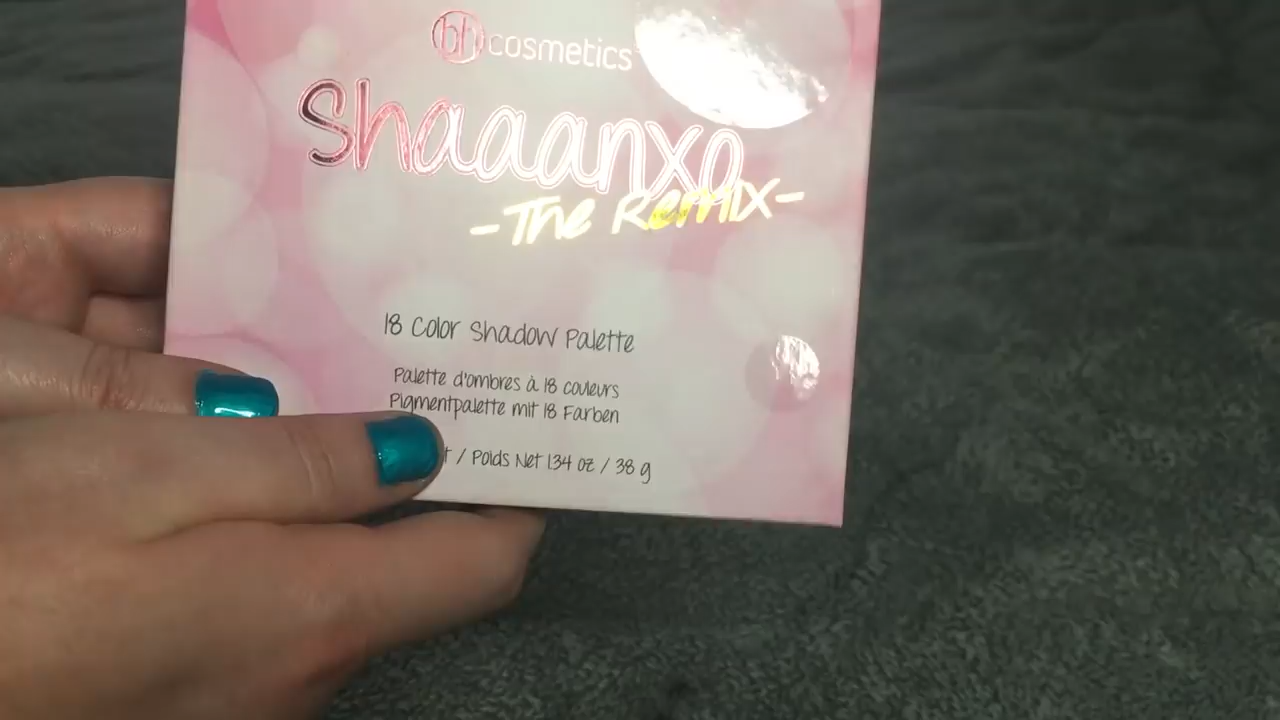 bh cosmetics
shaaanxo
-The Remix-
18 Color Shadow Palette
Palette d'ombres à 18 couleurs
Pigmentpalette mit 18 Farben
/ Poids Net 1.34 oz / 38 g